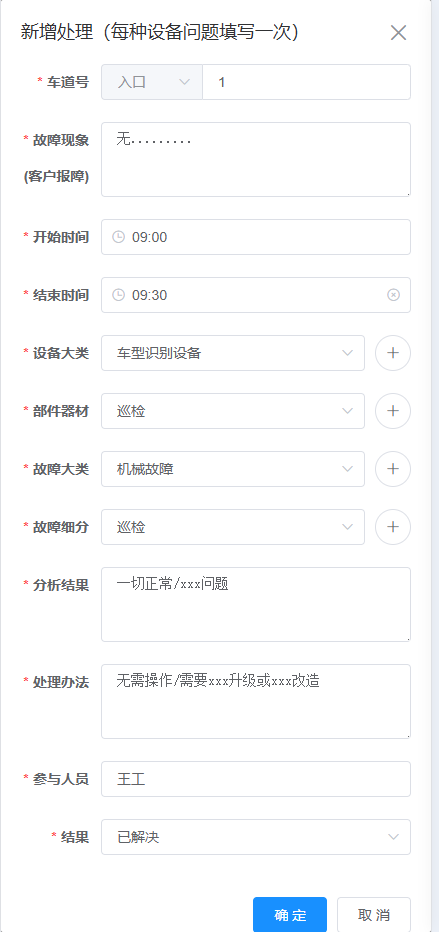 新增处理（每种设备问题填写一次）
* 车道号 入口 1
* 故障现象 无.........
(客户报障)
* 开始时间 09:00
* 结束时间 09:30
* 设备大类 车型识别设备
* 部件器材 巡检
* 故障大类 机械故障
* 故障细分 巡检
* 分析结果 一切正常/xxx问题
* 处理办法 无需操作/需要xxx升级或xxx改造
* 参与人员 王工
* 结果 已解决
确 定 取 消